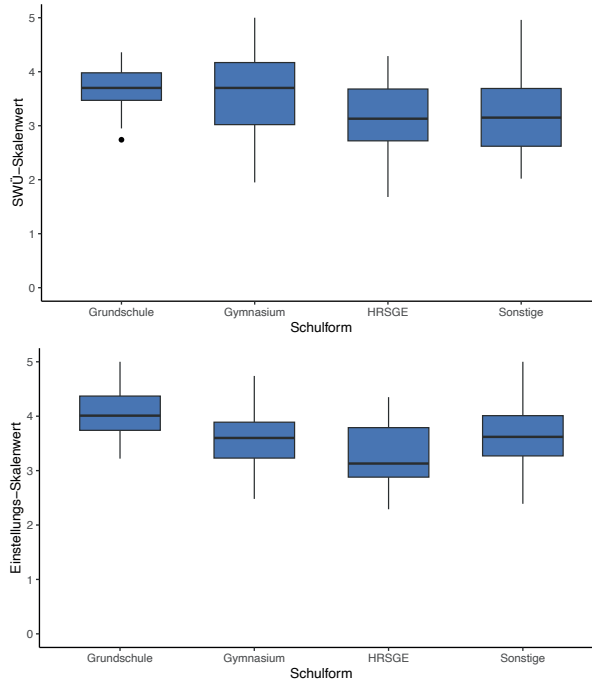 SWÜ−Skalenwert
5
4
3
2
1
0
Grundschule Gymnasium HRSGE Sonstige
Schulform
Einstellungs−Skalenwert
5
4
3
2
1
0
Grundschule Gymnasium HRSGE Sonstige
Schulform